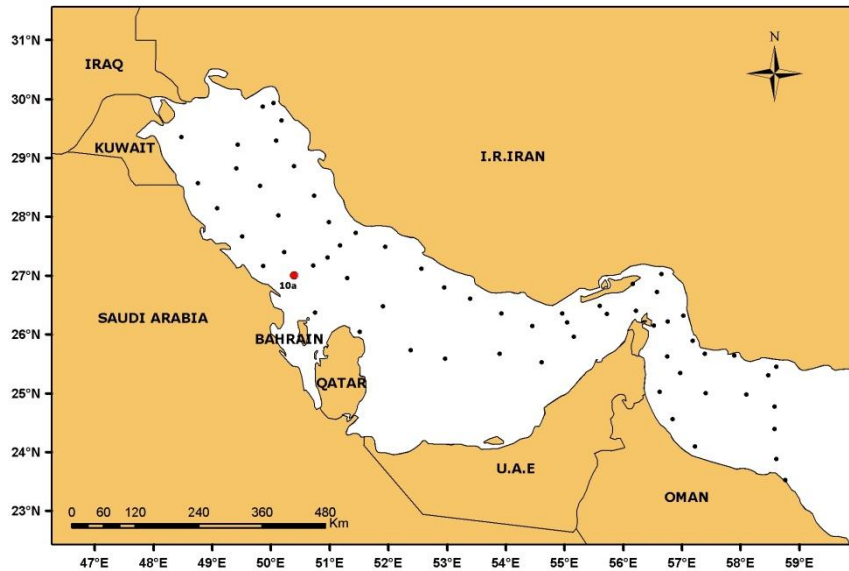 N
31°N
IRAQ
30°N
29°N
KUWAIT
I.R.IRAN
28°N
27°N
10a
SAUDI ARABIA
26°N
BAHRAIN
QATAR
25°N
24°N
U.A.E
OMAN
23°N
0 60 120 240 360 480
Km
47°E 48°E 49°E 50°E 51°E 52°E 53°E 54°E 55°E 56°E 57°E 58°E 59°E